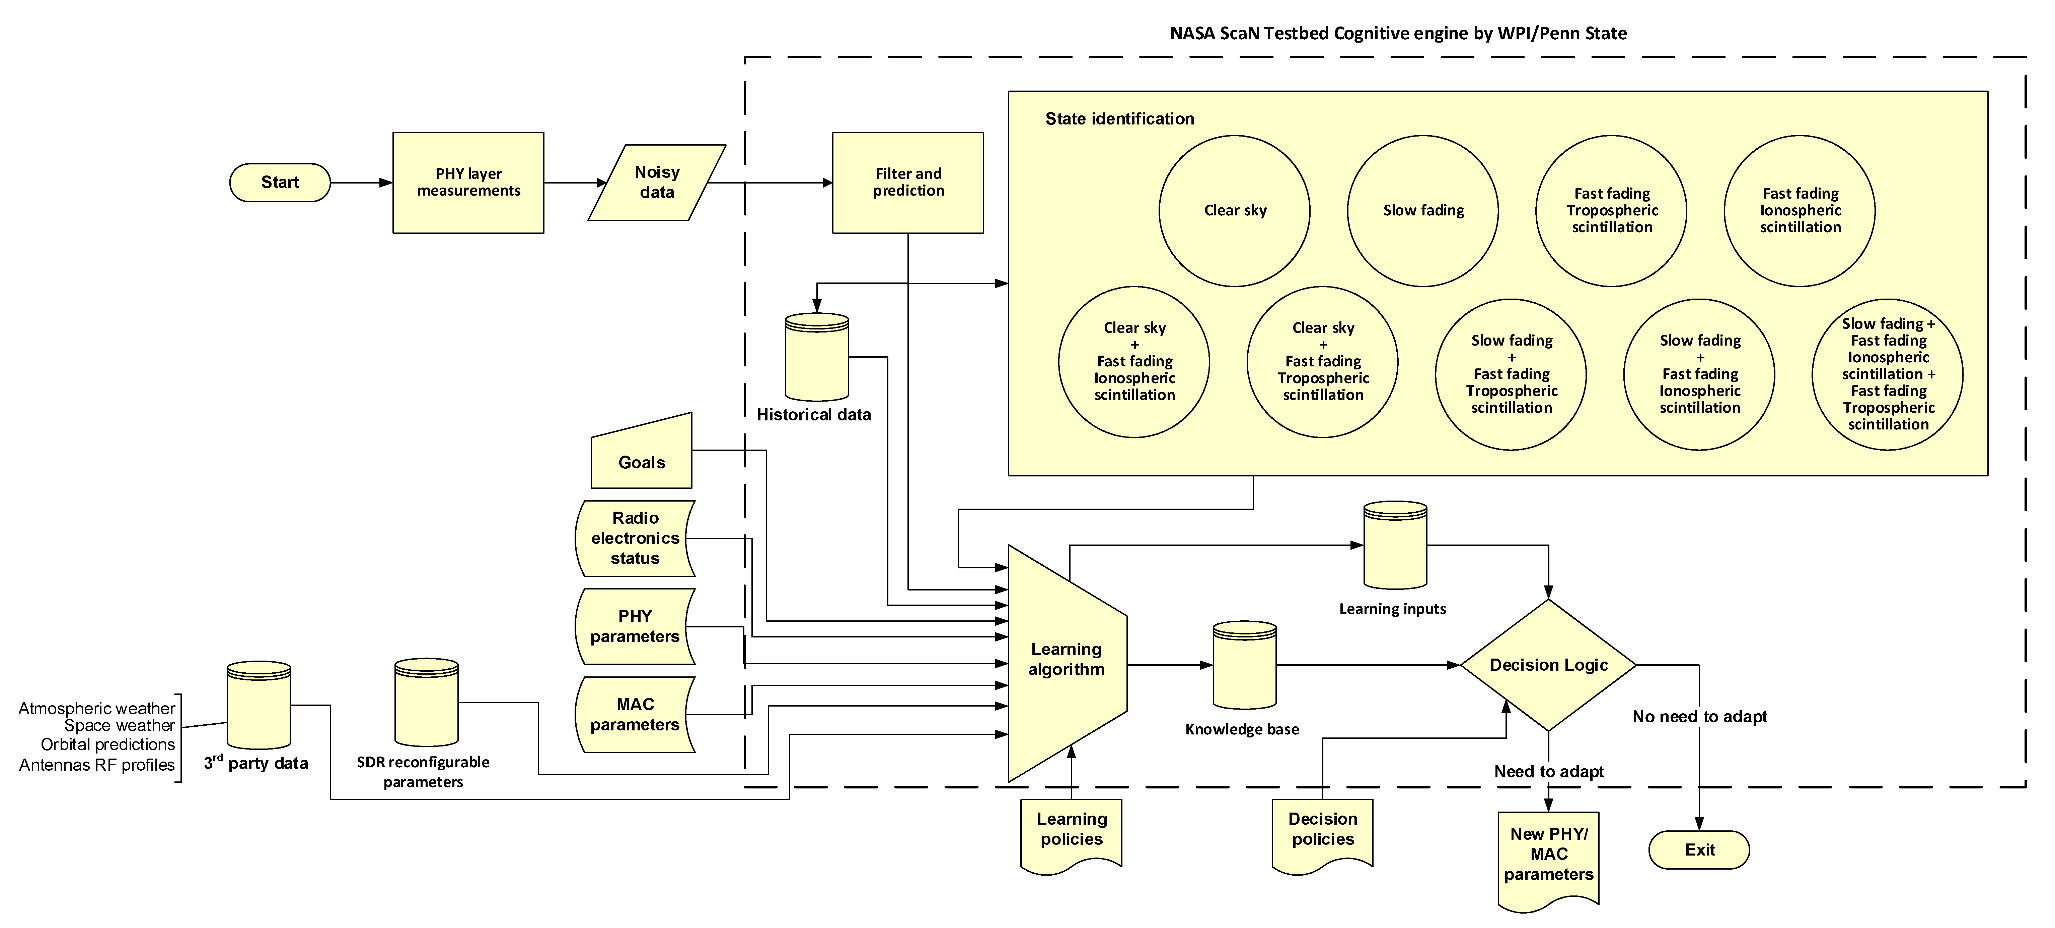 NASA ScaN Testbed Cognitive engine by WPI/Penn State
State identification
Start
PHY layer
measurements
Noisy
data
Filter and
prediction
Clear sky
Slow fading
Fast fading
Tropospheric
scintillation
Fast fading
Ionospheric
scintillation
Clear sky
+
Fast fading
Ionospheric
scintillation
Clear sky
+
Fast fading
Tropospheric
scintillation
Slow fading
+
Fast fading
Tropospheric
scintillation
Slow fading
+
Fast fading
Ionospheric
scintillation
Slow fading +
Fast fading
Ionospheric
scintillation +
Fast fading
Tropospheric
scintillation
Historical data
Goals
Radio
electronics
status
PHY
parameters
MAC
parameters
Learning inputs
Learning
algorithm
Decision Logic
Knowledge base
No need to adapt
Need to adapt
Atmospheric weather
Space weather
Orbital predictions
Antennas RF profiles
3rd party data
SDR reconfigurable
parameters
Learning
policies
Decision
policies
New PHY/
MAC
parameters
Exit